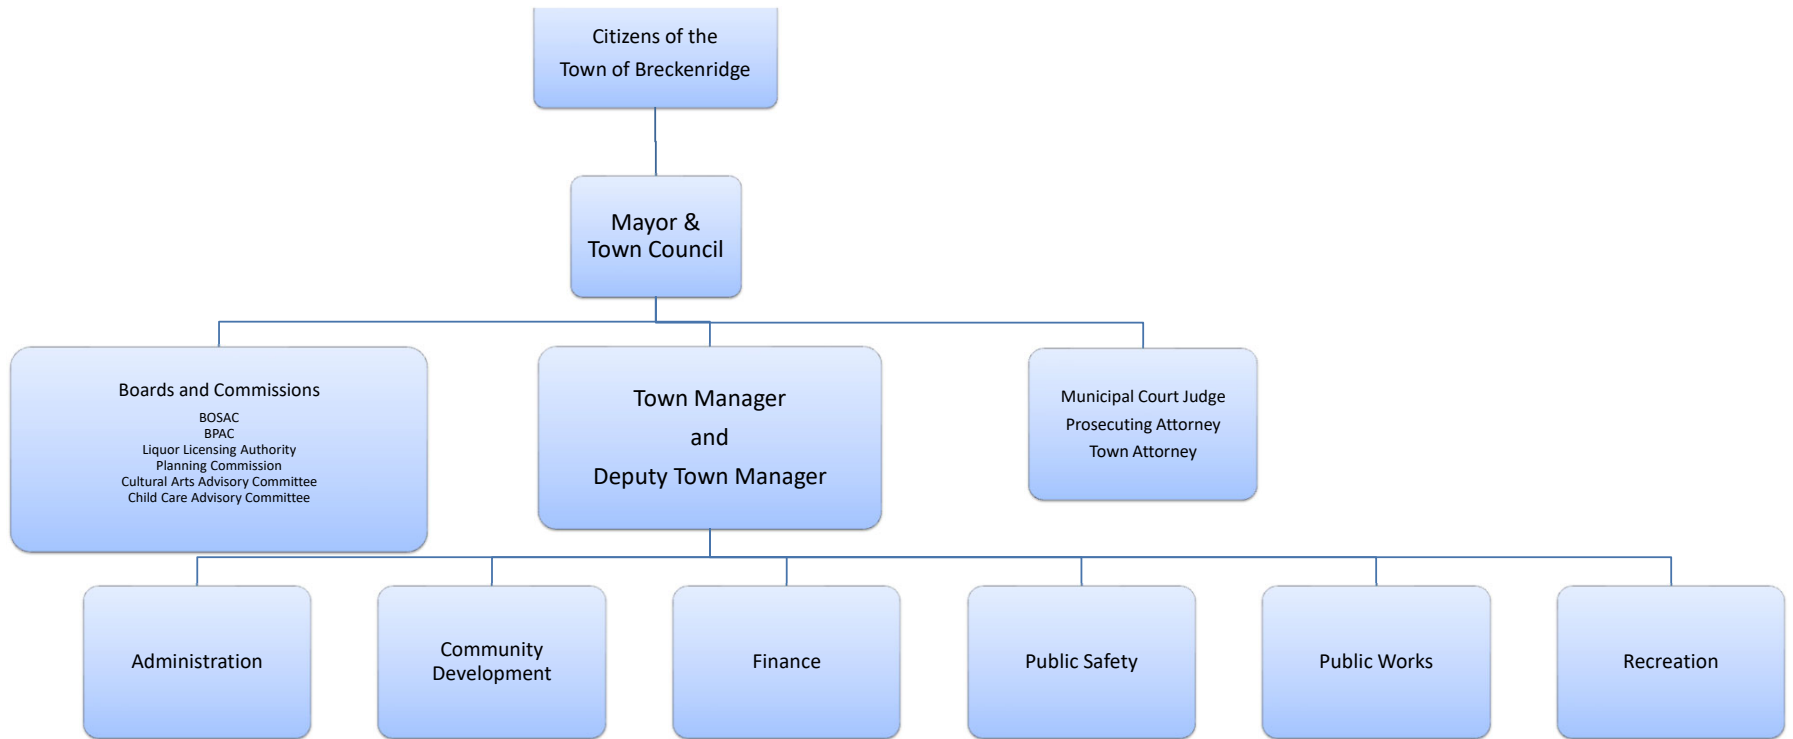 Citizens of the
Town of Breckenridge
Mayor &
Town Council
Boards and Commissions
BOSAC
BPAC
Liquor Licensing Authority
Planning Commission
Cultural Arts Advisory Committee
Child Care Advisory Committee
Town Manager
and
Deputy Town Manager
Municipal Court Judge
Prosecuting Attorney
Town Attorney
Administration
Community
Development
Finance
Public Safety
Public Works
Recreation